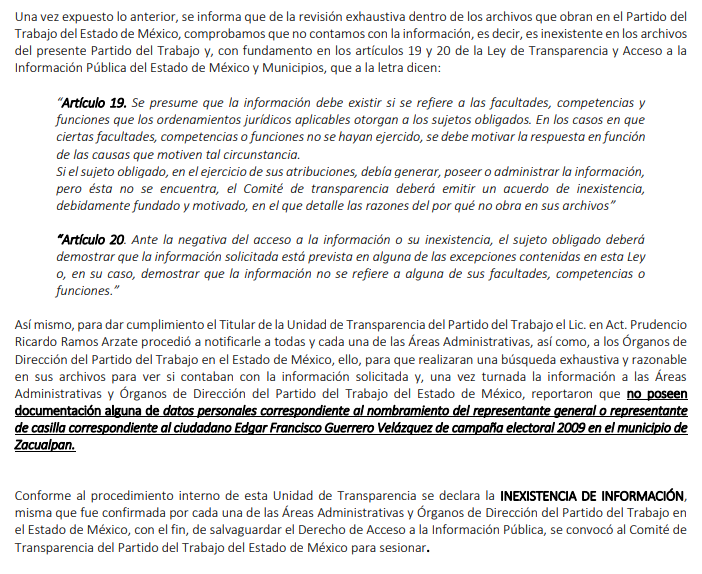 Una vez expuesto lo anterior, se informa que de la revisión exhaustiva dentro de los archivos que obran en el Partido del
Trabajo del Estado de México, comprobamos que no contamos con la información, es decir, es inexistente en los archivos
del presente Partido del Trabajo y, con fundamento en los artículos 19 y 20 de la Ley de Transparencia y Acceso a la
Información Pública del Estado de México y Municipios, que a la letra dicen:
“Artículo 19. Se presume que la información debe existir si se refiere a las facultades, competencias y
funciones que los ordenamientos jurídicos aplicables otorgan a los sujetos obligados. En los casos en que
ciertas facultades, competencias o funciones no se hayan ejercido, se debe motivar la respuesta en función
de las causas que motiven tal circunstancia.
Si el sujeto obligado, en el ejercicio de sus atribuciones, debía generar, poseer o administrar la información,
pero ésta no se encuentra, el Comité de transparencia deberá emitir un acuerdo de inexistencia,
debidamente fundado y motivado, en el que detalle las razones del por qué no obra en sus archivos”
“Artículo 20. Ante la negativa del acceso a la información o su inexistencia, el sujeto obligado deberá
demostrar que la información solicitada está prevista en alguna de las excepciones contenidas en esta Ley
o, en su caso, demostrar que la información no se refiere a alguna de sus facultades, competencias o
funciones.”
Así mismo, para dar cumplimiento el Titular de la Unidad de Transparencia del Partido del Trabajo el Lic. en Act. Prudencio
Ricardo Ramos Arzate procedió a notificarle a todas y cada una de las Áreas Administrativas, así como, a los Órganos de
Dirección del Partido del Trabajo en el Estado de México, ello, para que realizaran una búsqueda exhaustiva y razonable
en sus archivos para ver si contaban con la información solicitada y, una vez turnada la información a las Áreas
Administrativas y Órganos de Dirección del Partido del Trabajo del Estado de México, reportaron que no poseen
documentación alguna de datos personales correspondiente al nombramiento del representante general o representante
de casilla correspondiente al ciudadano Edgar Francisco Guerrero Velázquez de campaña electoral 2009 en el municipio de
Zacualpan.
Conforme al procedimiento interno de esta Unidad de Transparencia se declara la INEXISTENCIA DE INFORMACIÓN,
misma que fue confirmada por cada una de las Áreas Administrativas y Órganos de Dirección del Partido del Trabajo en
el Estado de México, con el fin, de salvaguardar el Derecho de Acceso a la Información Pública, se convocó al Comité de
Transparencia del Partido del Trabajo del Estado de México para sesionar.